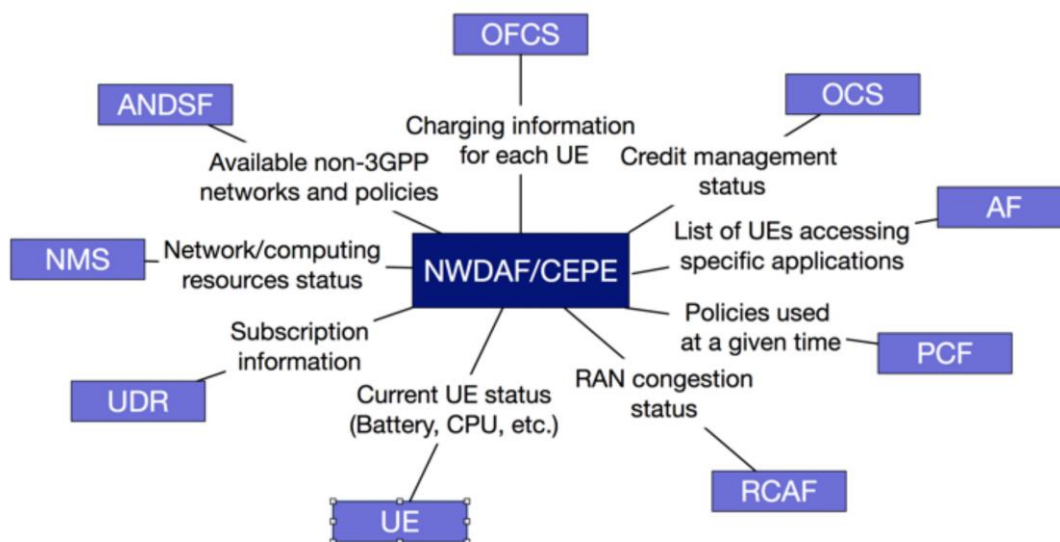 OFCS
ANDSF
OCS
Charging information
for each UE
Available non-3GPP
networks and policies
Credit management
status
AF
List of UEs accessing
specific applications
NMS
Network/computing
resources status
NWDAF/CEPE
Policies used
at a given time
PCF
Subscription
information
UDR
Current UE status
(Battery, CPU, etc.)
RAN congestion
status
RCAF
UE